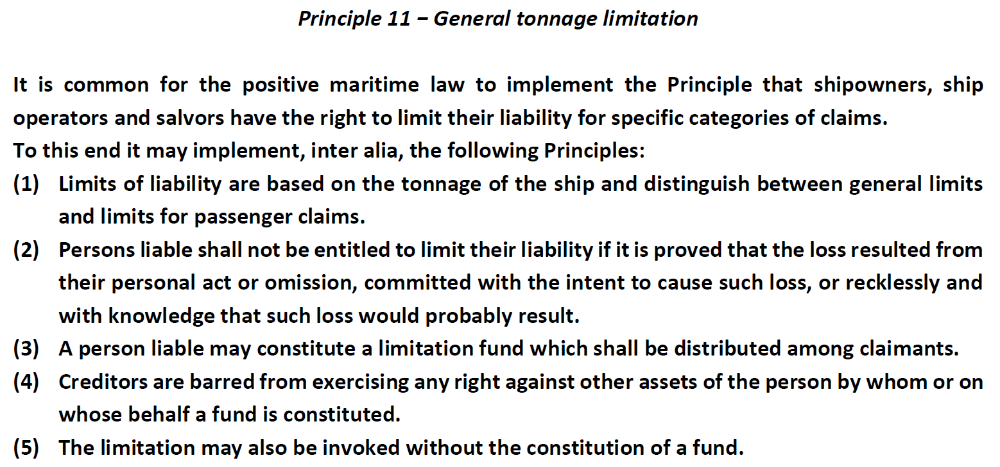 Principle 11 – General tonnage limitation
It is common for the positive maritime law to implement the Principle that shipowners, ship
operators and salvors have the right to limit their liability for specific categories of claims.
To this end it may implement, inter alia, the following Principles:
(1) Limits of liability are based on the tonnage of the ship and distinguish between general limits
and limits for passenger claims.
(2) Persons liable shall not be entitled to limit their liability if it is proved that the loss resulted from
their personal act or omission, committed with the intent to cause such loss, or recklessly and
with knowledge that such loss would probably result.
(3) A person liable may constitute a limitation fund which shall be distributed among claimants.
(4) Creditors are barred from exercising any right against other assets of the person by whom or on
whose behalf a fund is constituted.
(5) The limitation may also be invoked without the constitution of a fund.